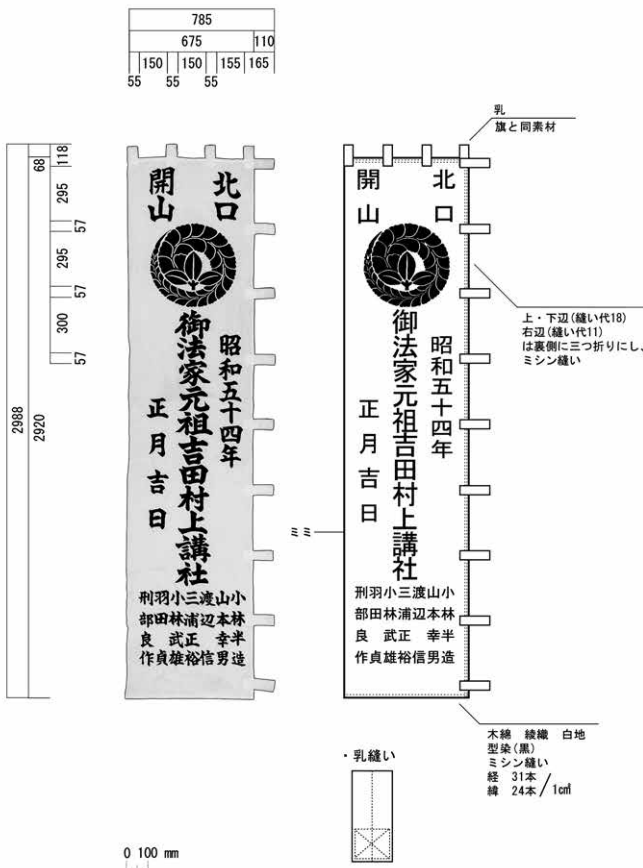 785
675
110
150
150
155
165
55
55
55
2988
2920
68
118
295
57
295
57
300
57
北口
開山
昭和五十四年
御法家元祖吉田村上講社
正月吉日
小林半造
山本幸男
渡辺信
三浦正裕
小林武雄
羽田貞
刑部良作
北口
開山
昭和五十四年
御法家元祖吉田村上講社
正月吉日
小林半造
山本幸男
渡辺信
三浦正裕
小林武雄
羽田貞
刑部良作
乳
旗と同素材
上・下辺(縫い代18)
右辺(縫い代11)
は裏側に三つ折りにし、
ミシン縫い
木綿 綾織 白地
型染(黒)
ミシン縫い
経 31本
緯 24本/1c㎡
・乳縫い
0 100 mm